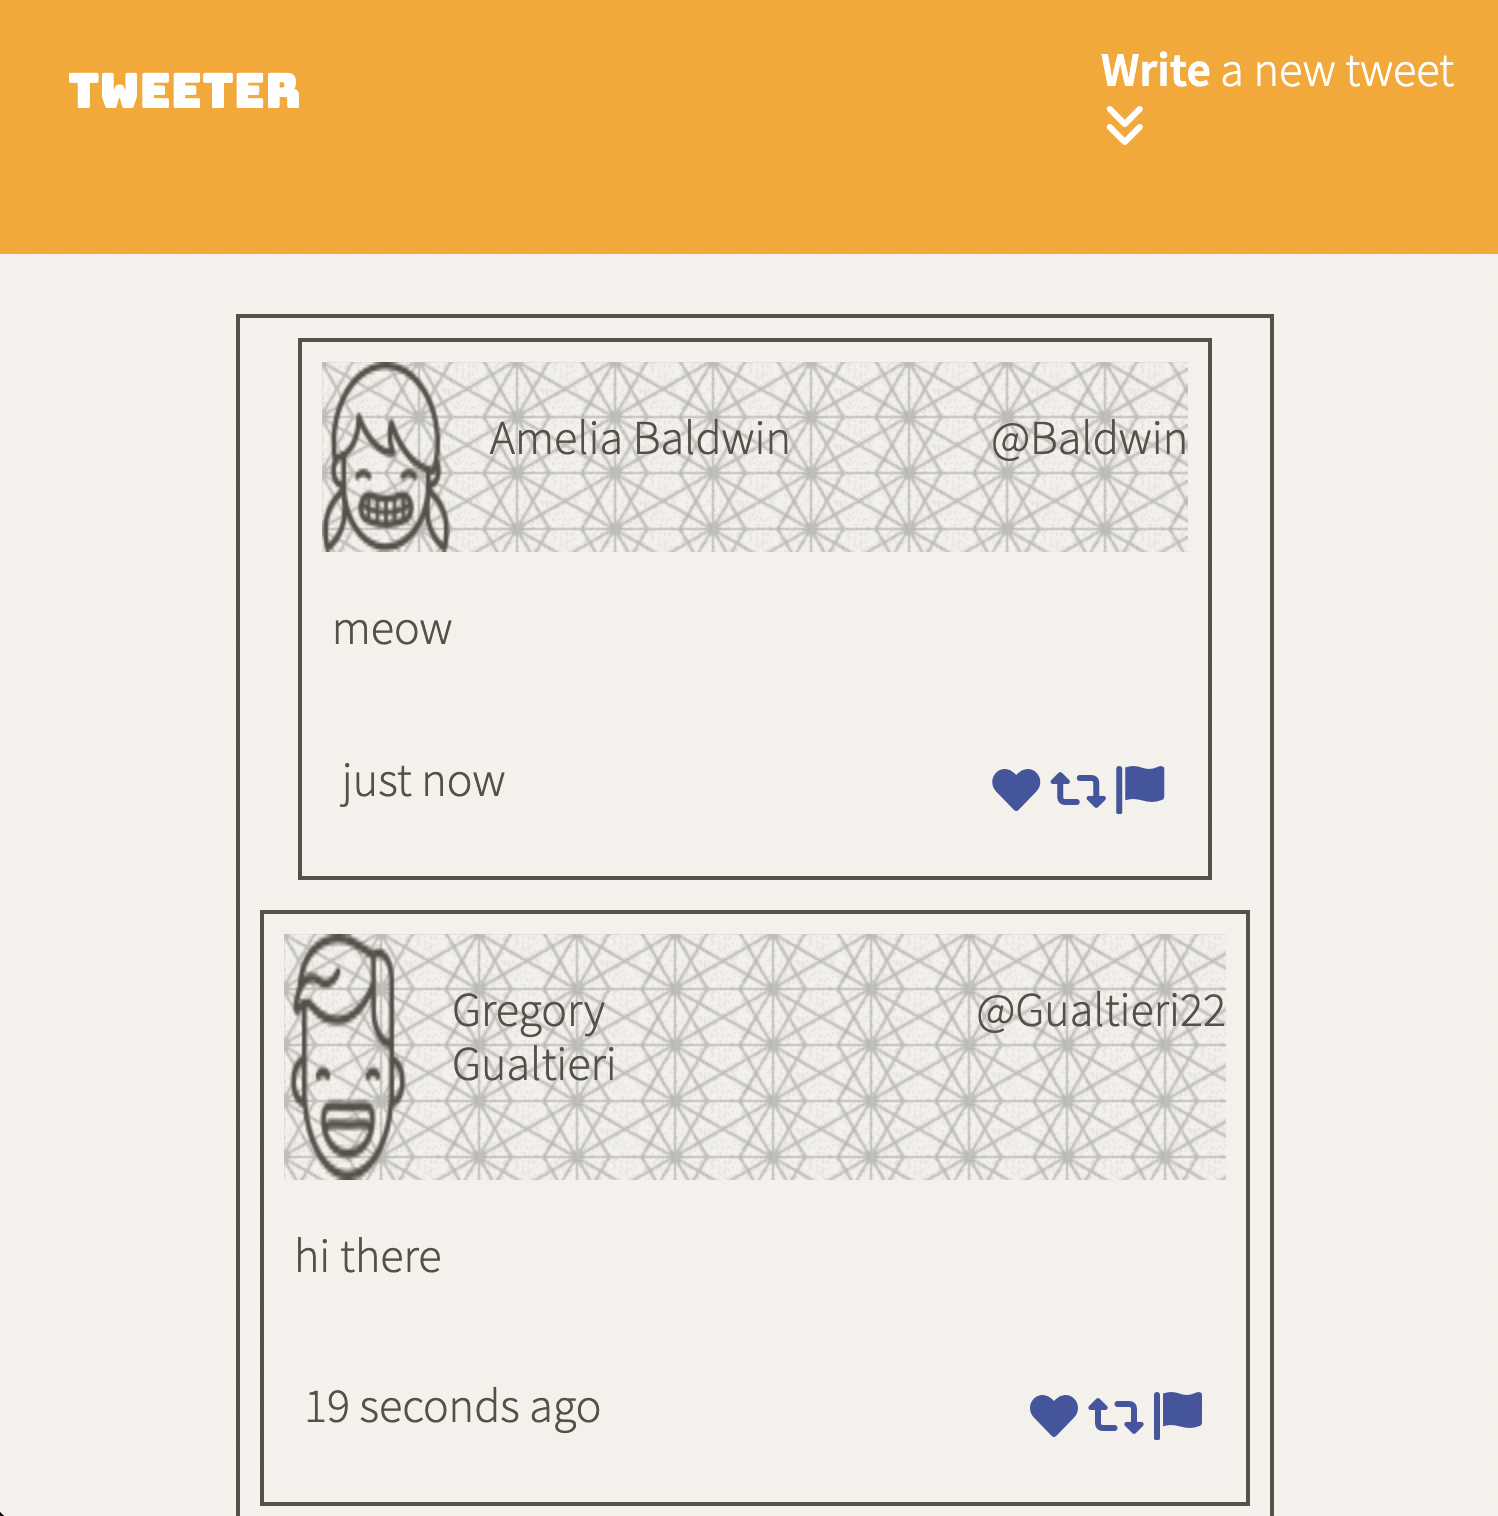 TWEETER
Write a new tweet
Amelia Baldwin
@Baldwin
meow
just now
Gregory
Gualtieri
@Gualtieri22
hi there
19 seconds ago